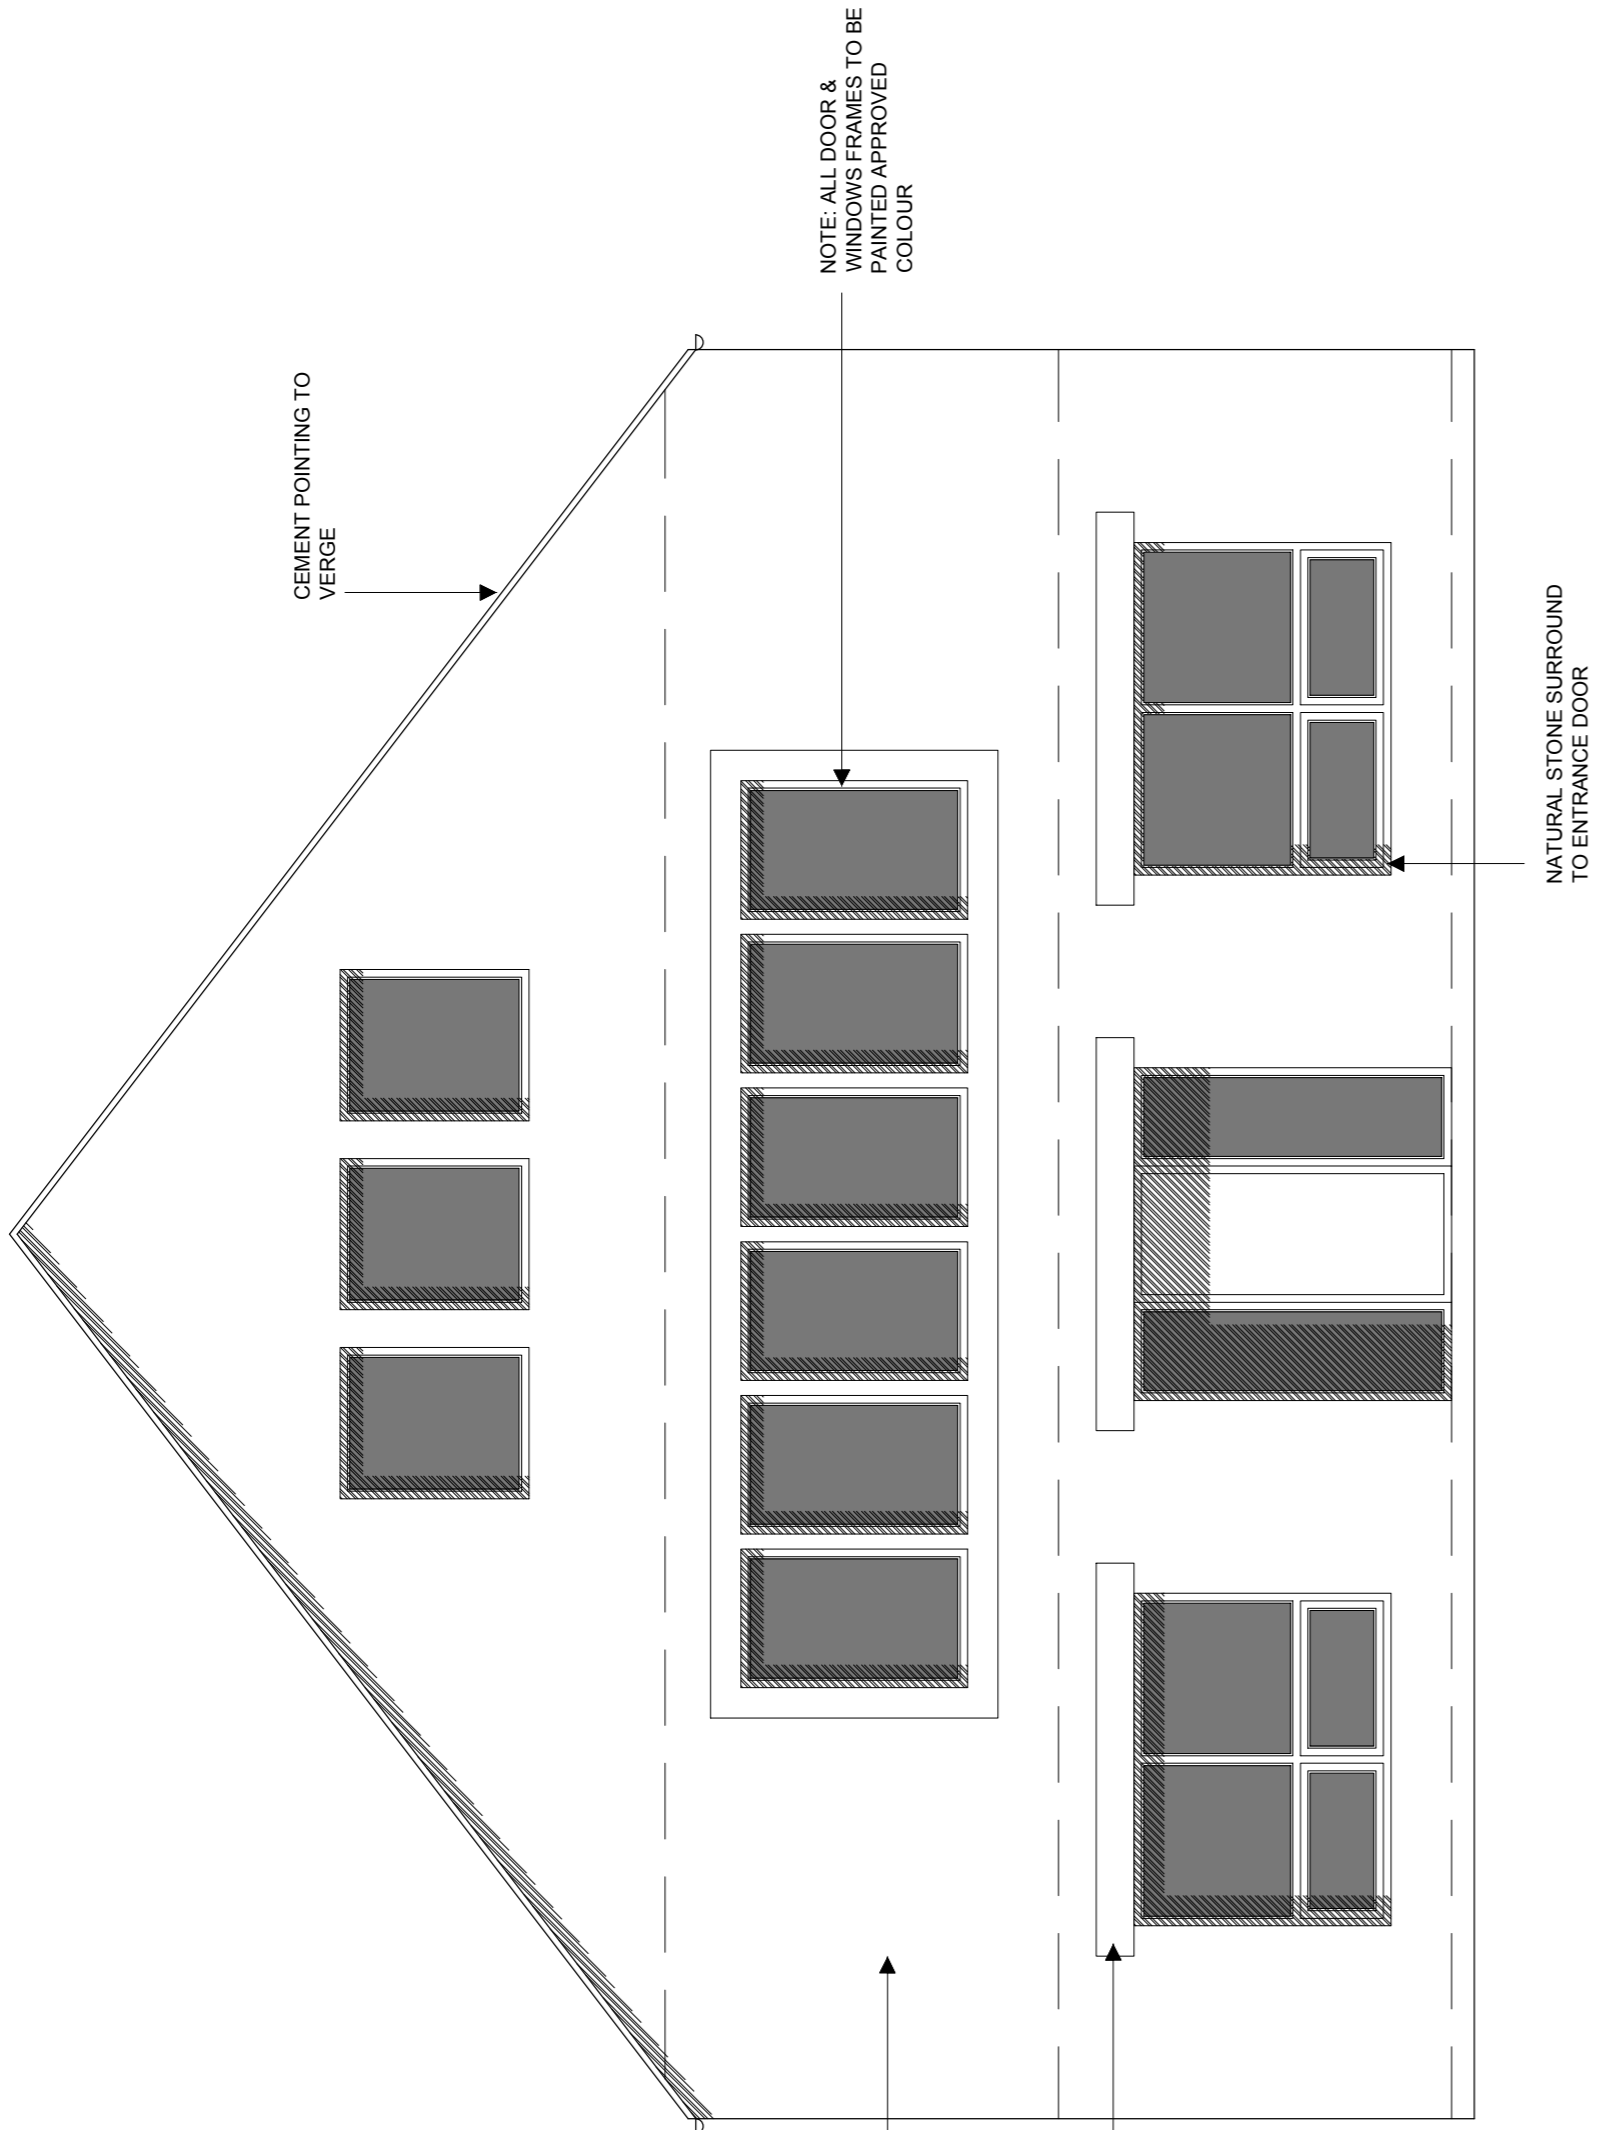 CEMENT POINTING TO
VERGE
NOTE: ALL DOOR &
WINDOWS FRAMES TO BE
PAINTED APPROVED
COLOUR
NATURAL STONE SURROUND
TO ENTRANCE DOOR